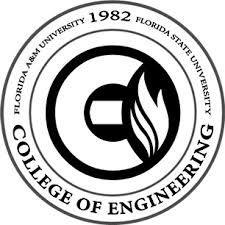 FLORIDA A&M UNIVERSITY 1982 FLORIDA STATE UNIVERSITY
COLLEGE OF ENGINEERING